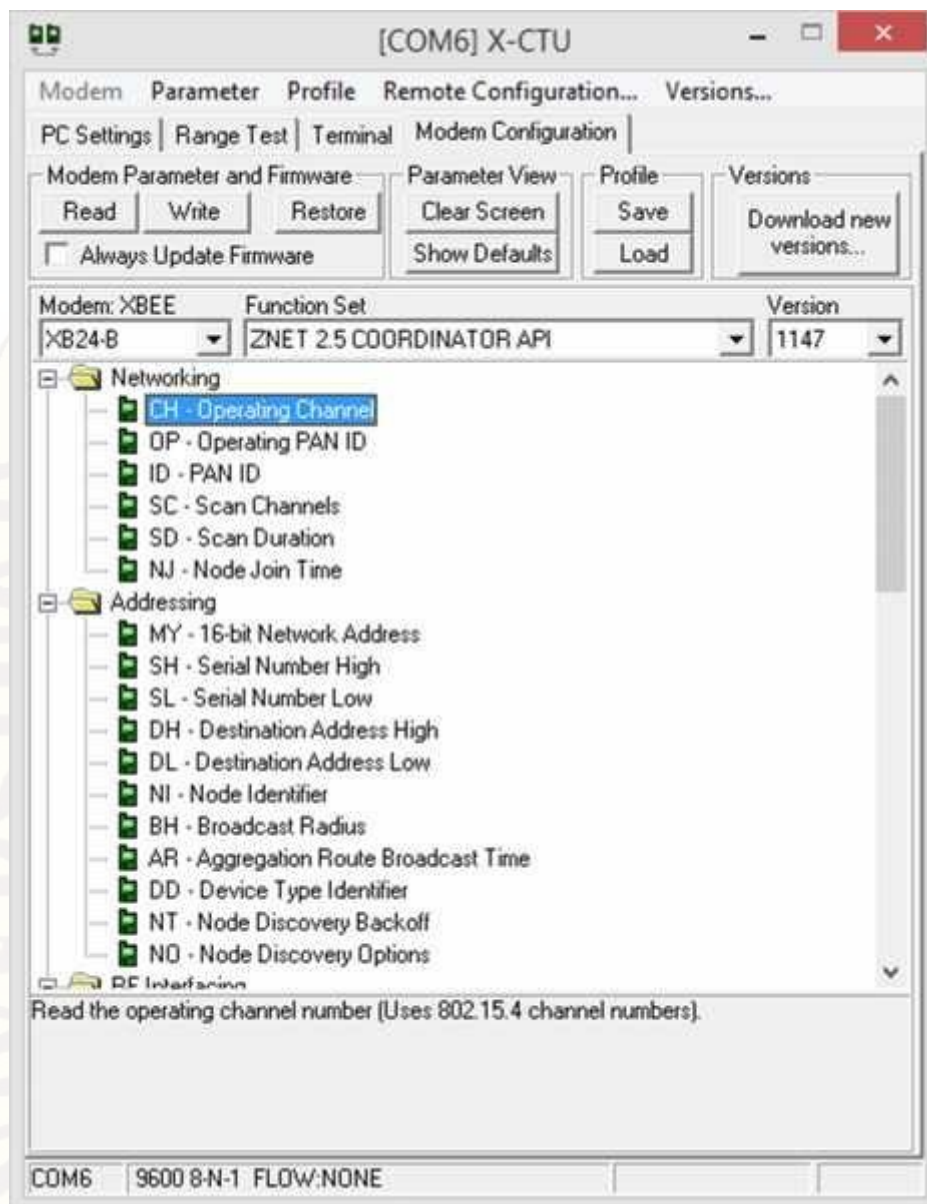 [COM6] X-CTU
Modem Parameter Profile Remote Configuration... Versions...
PC Settings Range Test Terminal Modem Configuration
Modem Parameter and Firmware Parameter View Profile Versions
Read Write Restore Clear Screen Save Download new versions...
Always Update Firmware Show Defaults Load
Modem: XBEE Function Set Version
XB24-B ZNET 2.5 COORDINATOR API 1147
Networking
CH - Operating Channel
OP - Operating PAN ID
ID - PAN ID
SC - Scan Channels
SD - Scan Duration
NJ - Node Join Time
Addressing
MY - 16-bit Network Address
SH - Serial Number High
SL - Serial Number Low
DH - Destination Address High
DL - Destination Address Low
NI - Node Identifier
BH - Broadcast Radius
AR - Aggregation Route Broadcast Time
DD - Device Type Identifier
NT - Node Discovery Backoff
NO - Node Discovery Options
RF Interfacing
Read the operating channel number (Uses 802.15.4 channel numbers).
COM6 9600 8-N-1 FLOW:NONE